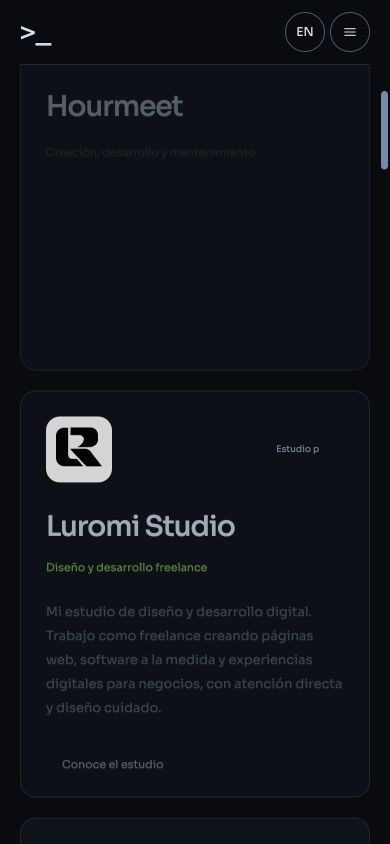 >_
EN
Hourmeet
Creación, desarrollo y mantenimiento
Estudio p
Luromi Studio
Diseño y desarrollo freelance
Mi estudio de diseño y desarrollo digital.
Trabajo como freelance creando páginas
web, software a la medida y experiencias
digitales para negocios, con atención directa
y diseño cuidado.
Conoce el estudio